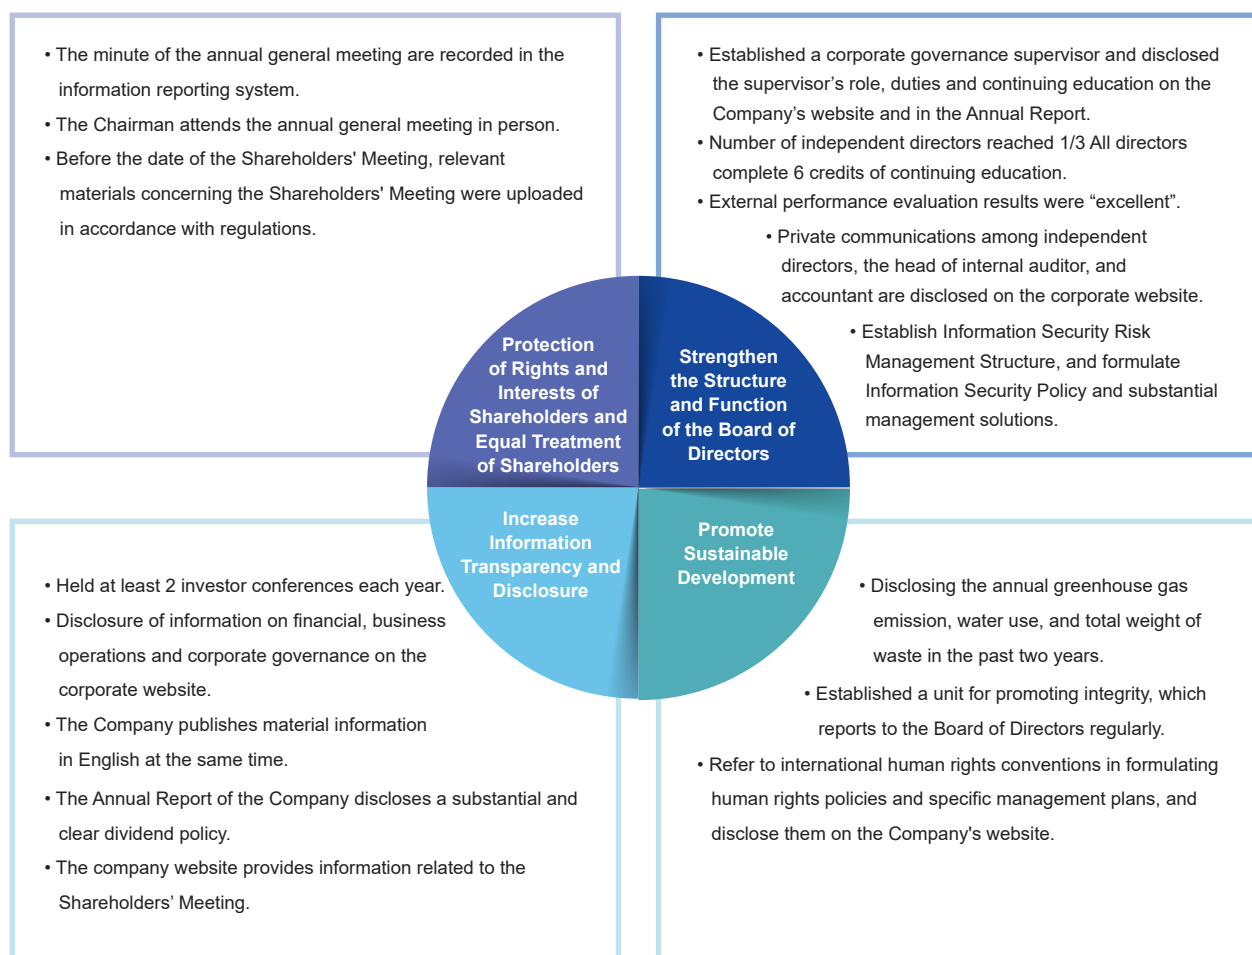 • The minute of the annual general meeting are recorded in the
information reporting system.
• The Chairman attends the annual general meeting in person.
• Before the date of the Shareholders' Meeting, relevant
materials concerning the Shareholders' Meeting were uploaded
in accordance with regulations.
• Established a corporate governance supervisor and disclosed
the supervisor’s role, duties and continuing education on the
Company’s website and in the Annual Report.
• Number of independent directors reached 1/3 All directors
complete 6 credits of continuing education.
• External performance evaluation results were “excellent”.
• Private communications among independent
directors, the head of internal auditor, and
accountant are disclosed on the corporate website.
• Establish Information Security Risk
Management Structure, and formulate
Information Security Policy and substantial
management solutions.
Protection
of Rights and
Interests of
Shareholders and
Equal Treatment
of Shareholders
Strengthen
the Structure
and Function
of the Board of
Directors
Increase
Information
Transparency and
Disclosure
Promote
Sustainable
Development
• Held at least 2 investor conferences each year.
• Disclosure of information on financial, business
operations and corporate governance on the
corporate website.
• The Company publishes material information
in English at the same time.
• The Annual Report of the Company discloses a substantial and
clear dividend policy.
• The company website provides information related to the
Shareholders’ Meeting.
• Disclosing the annual greenhouse gas
emission, water use, and total weight of
waste in the past two years.
• Established a unit for promoting integrity, which
reports to the Board of Directors regularly.
• Refer to international human rights conventions in formulating
human rights policies and specific management plans, and
disclose them on the Company's website.